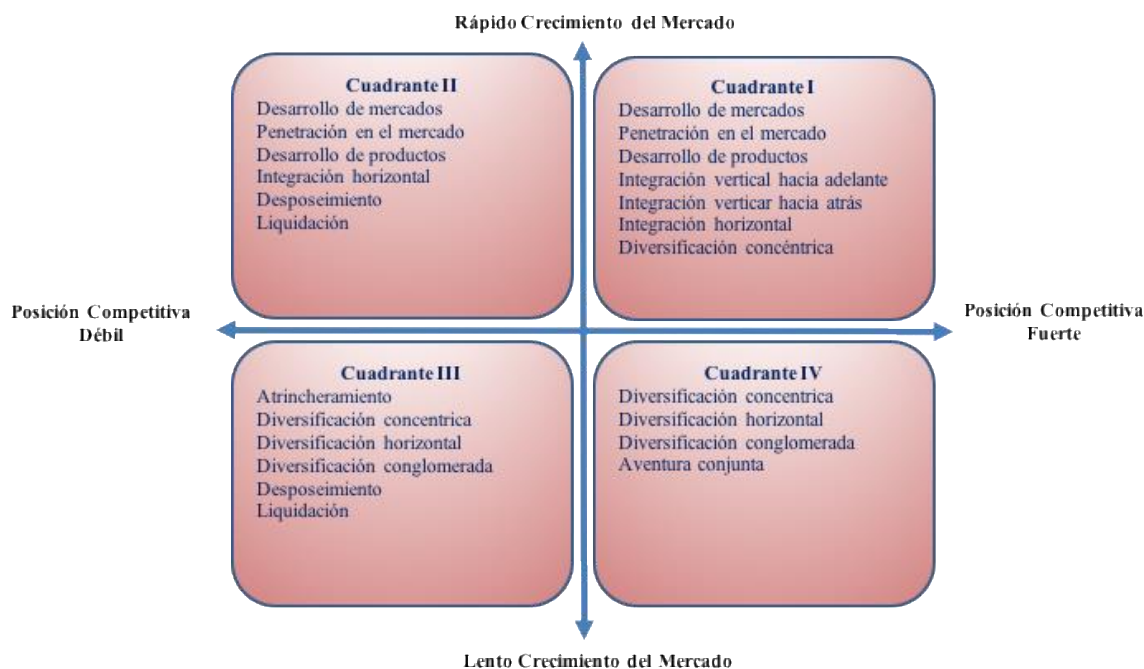 Rápido Crecimiento del Mercado
Cuadrante II
Desarrollo de mercados
Penetración en el mercado
Desarrollo de productos
Integración horizontal
Desposeimiento
Liquidación
Cuadrante I
Desarrollo de mercados
Penetración en el mercado
Desarrollo de productos
Integración vertical hacia adelante
Integración verticar hacia atrás
Integración horizontal
Diversificación concéntrica
Posición Competitiva
Débil
Posición Competitiva
Fuerte
Cuadrante III
Atrincheramiento
Diversificación concentrica
Diversificación horizontal
Diversificación conglomerada
Desposeimiento
Liquidación
Cuadrante IV
Diversificación concentrica
Diversificación horizontal
Diversificación conglomerada
Aventura conjunta
Lento Crecimiento del Mercado